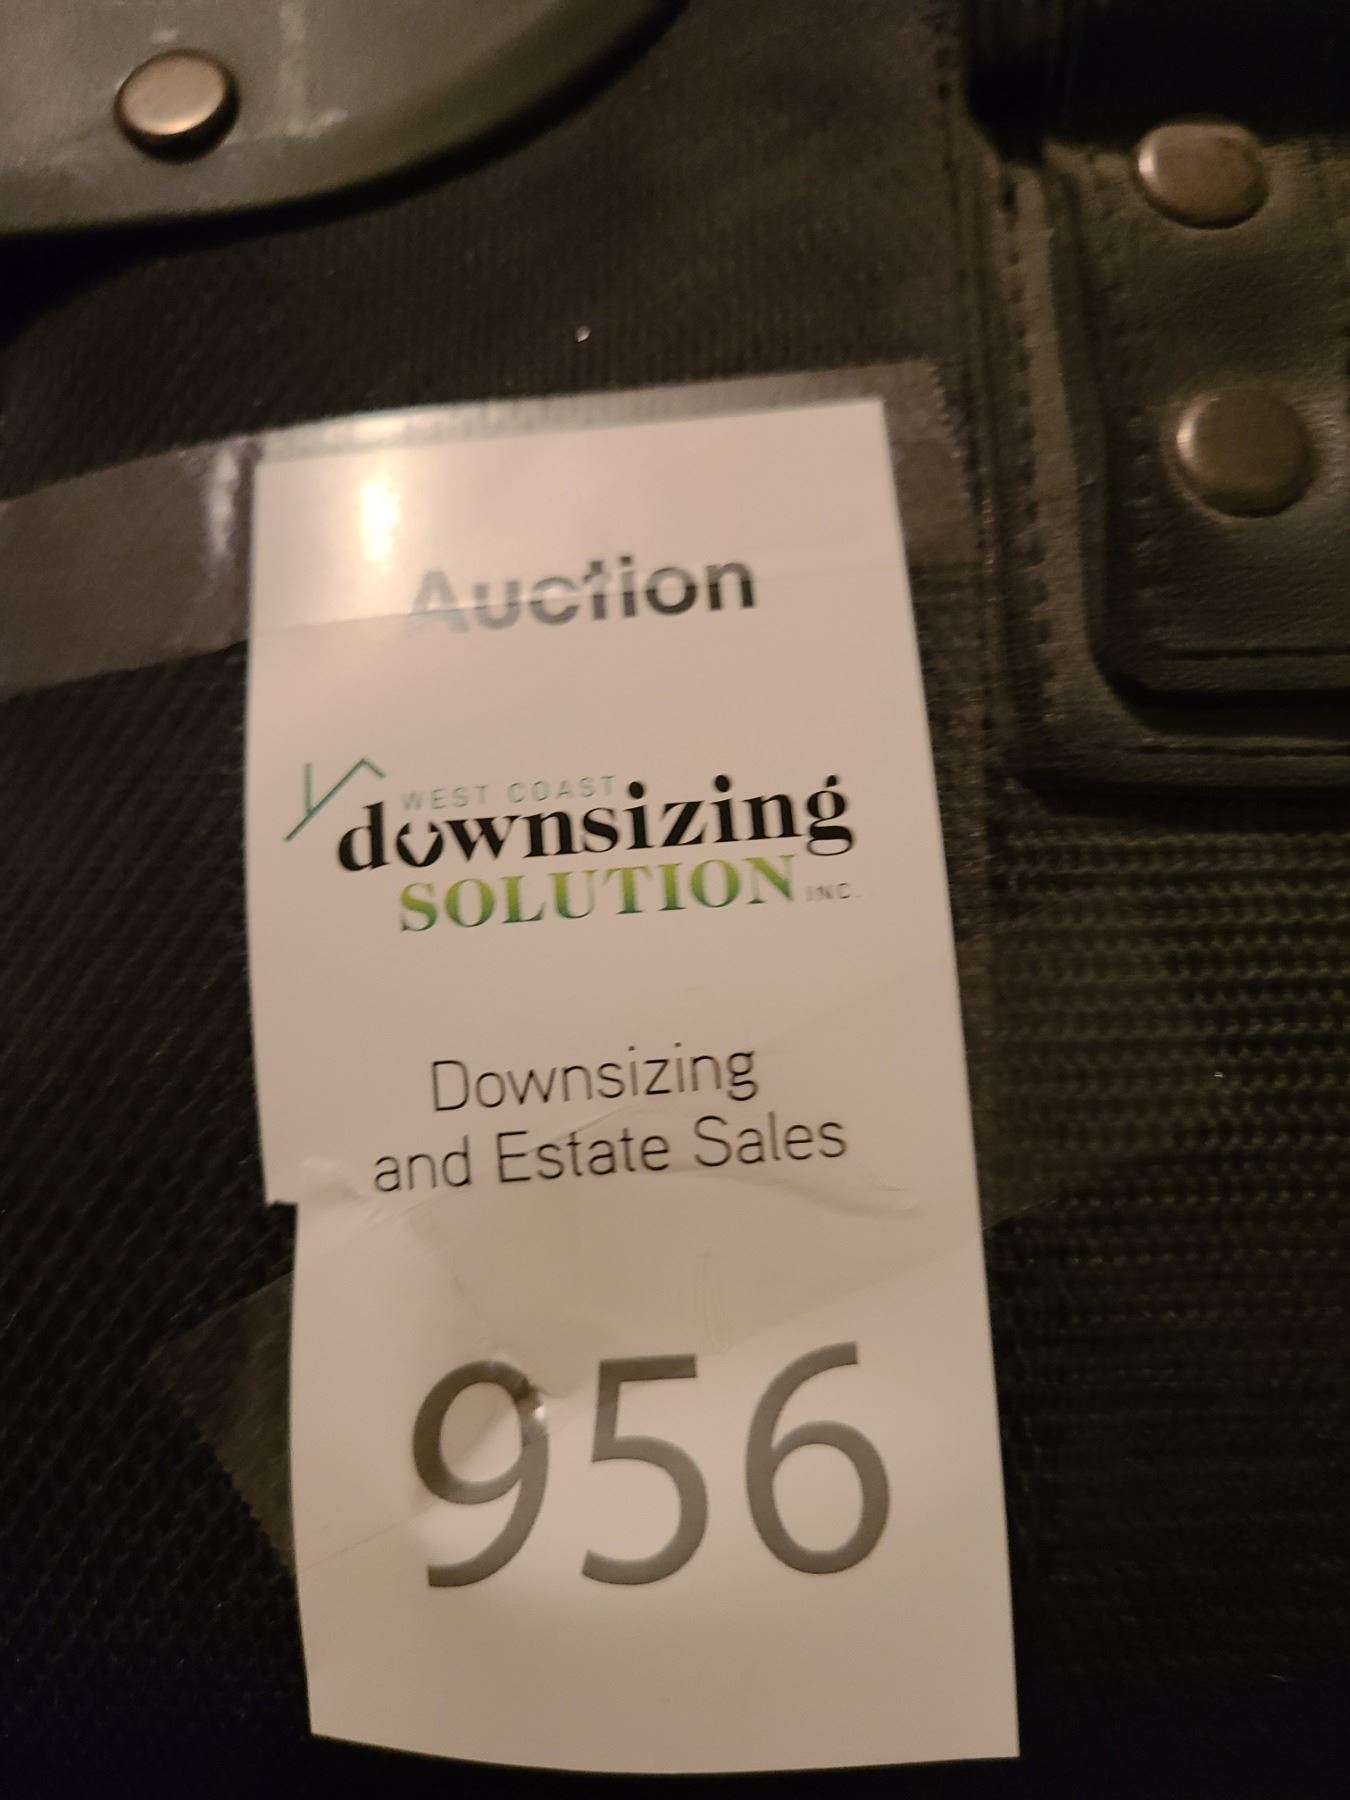 Auction
WEST COAST
downsizing
SOLUTION INC.
Downsizing
and Estate Sales
956